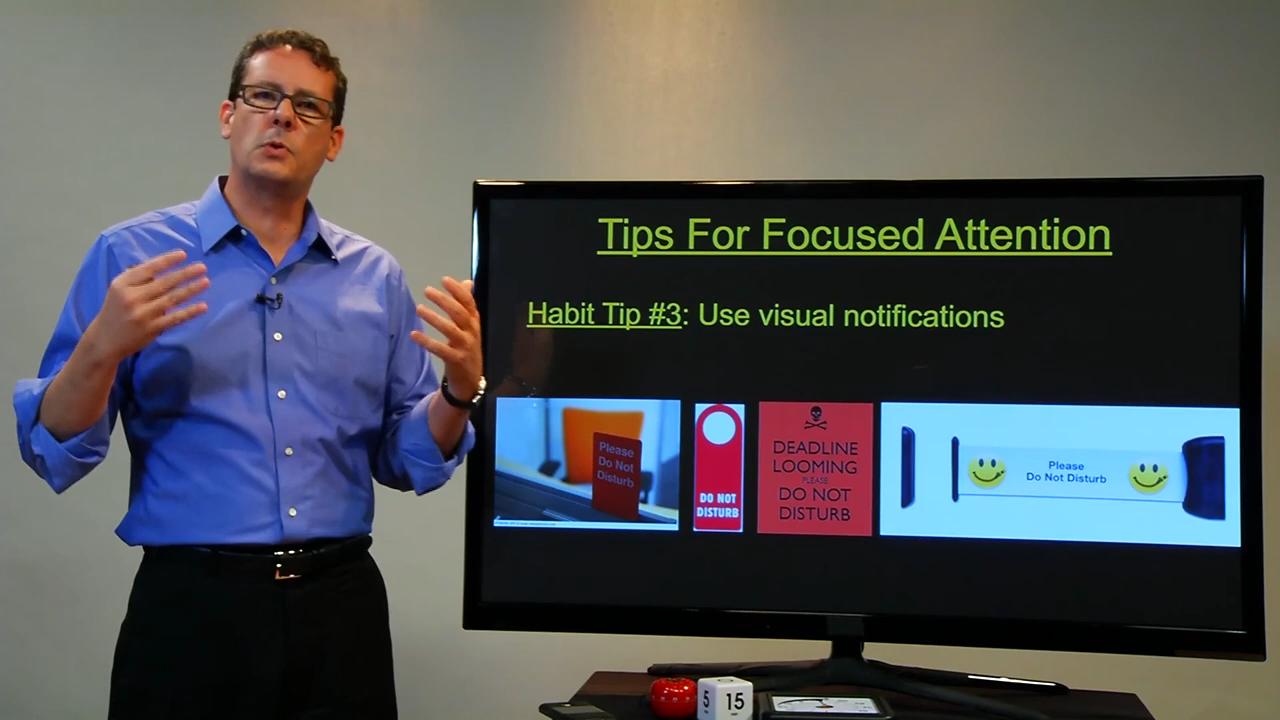 Tips For Focused Attention
Habit Tip #3: Use visual notifications
Please
Do Not
Disturb
DO NOT
DISTURB
DEADLINE
LOOMING
PLEASE
DO NOT
DISTURB
Please
Do Not Disturb
5
15